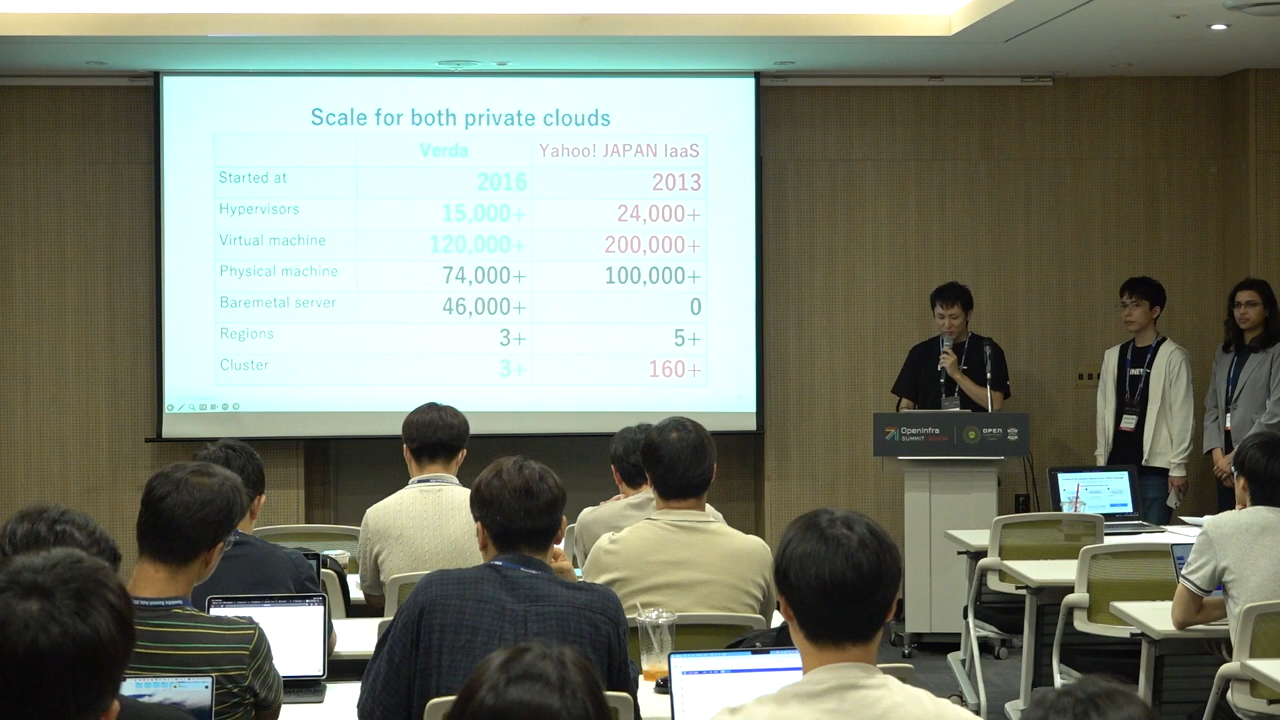 Scale for both private clouds
Verda Yahoo! JAPAN IaaS
Started at 2016 2013
Hypervisors 15,000+ 24,000+
Virtual machine 120,000+ 200,000+
Physical machine 74,000+ 100,000+
Baremetal server 46,000+ 0
Regions 3+ 5+
Cluster 3+ 160+
OpenInfra
SUMMIT
OPEN